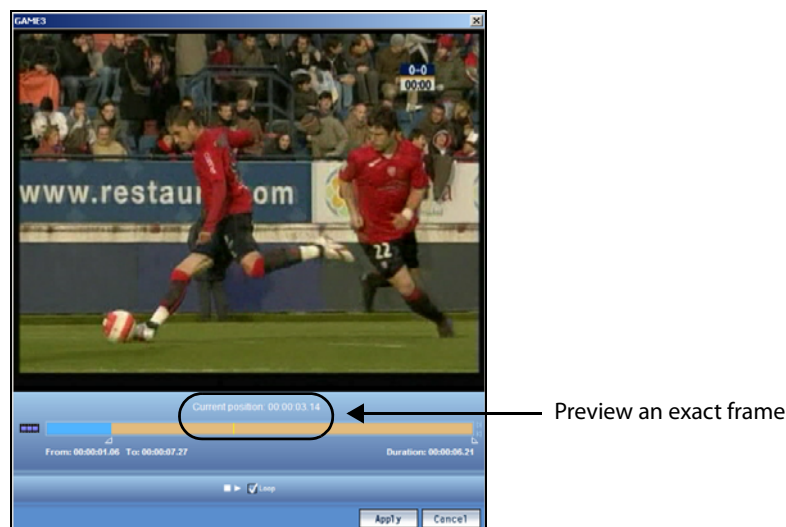 GAME3
0-0
00:00
www.restau om
22
Current position: 00:00:03.14
From: 00:00:01.06 To: 00:00:07.27
Duration: 00:00:06.21
Loop
Apply Cancel
Preview an exact frame